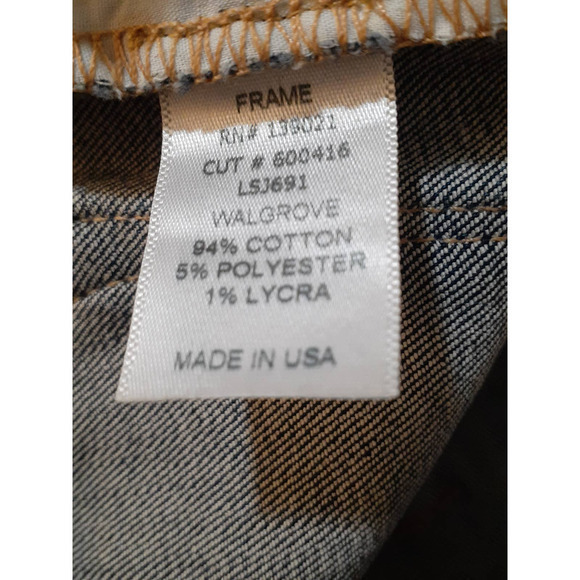 FRAME
RN# 139021
CUT # 600416
LSJ691
WALGROVE
94% COTTON
5% POLYESTER
1% LYCRA
MADE IN USA